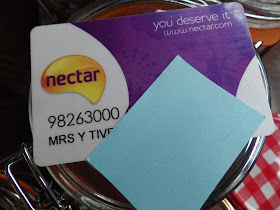 you deserve it
www.nectar.com
nectar
98263000
MRS Y TIVE